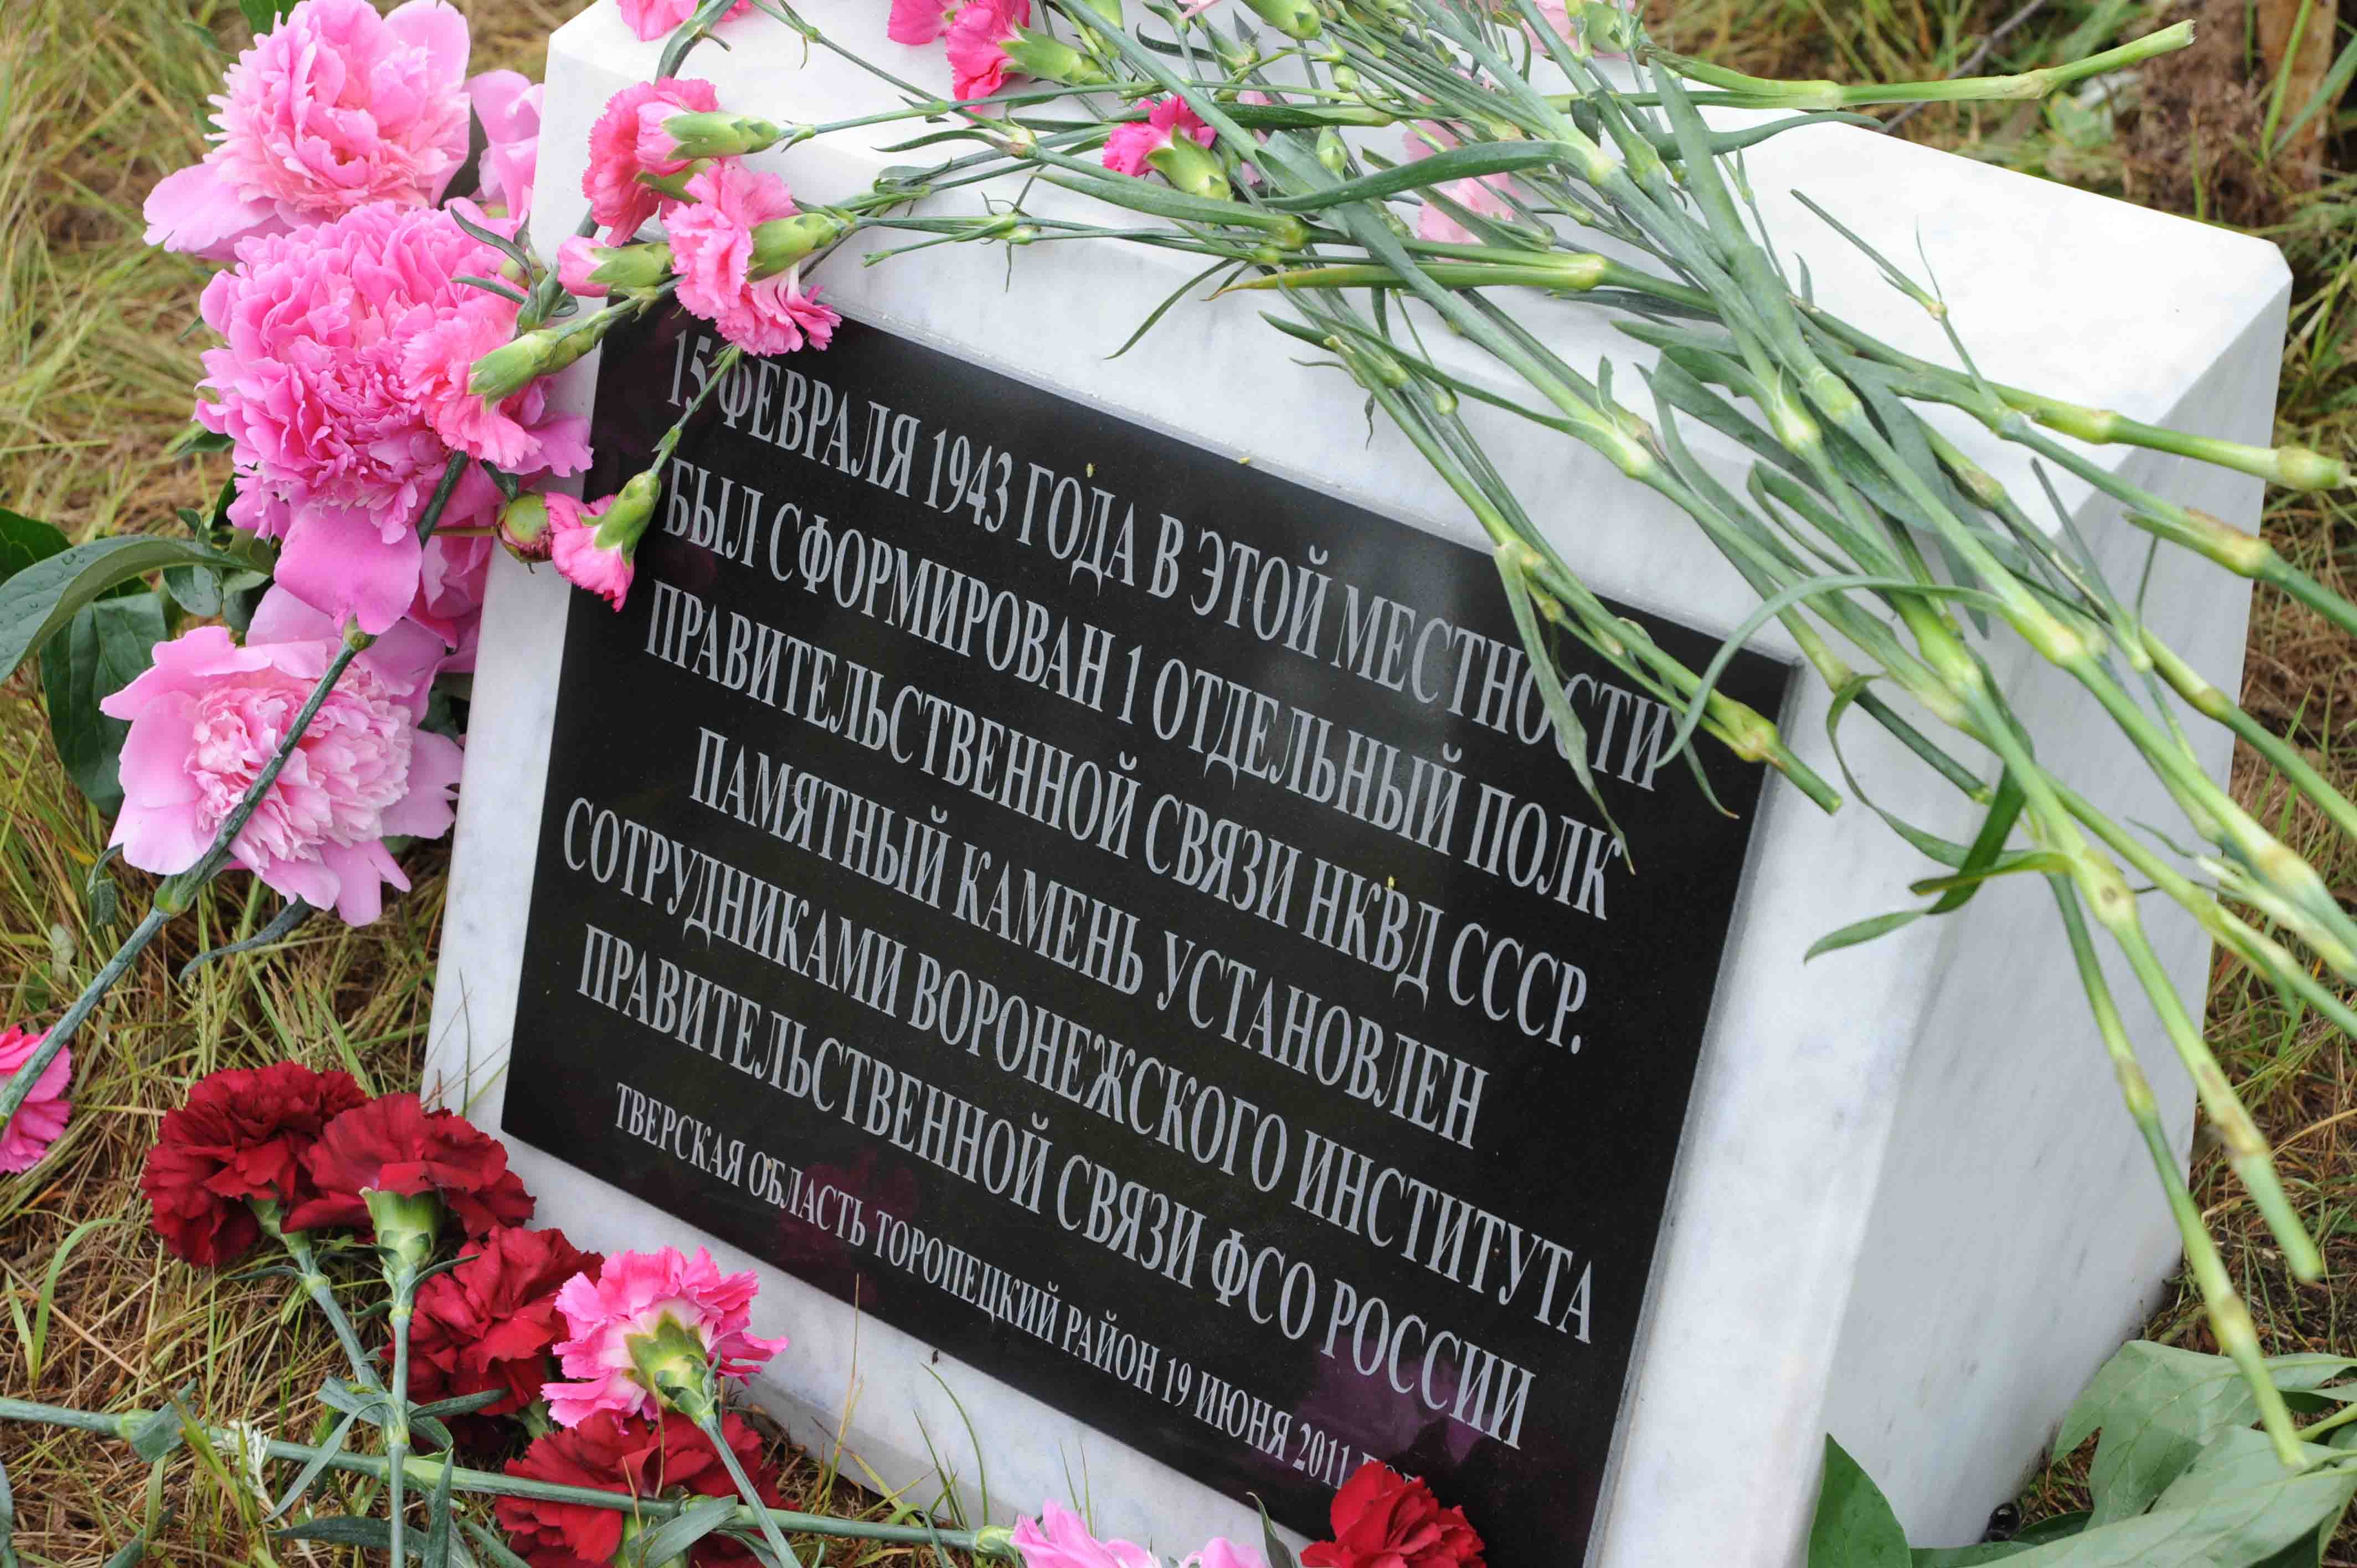 15 ФЕВРАЛЯ 1943 ГОДА В ЭТОЙ МЕСТНОСТИ
БЫЛ СФОРМИРОВАН 1 ОТДЕЛЬНЫЙ ПОЛК
ПРАВИТЕЛЬСТВЕННОЙ СВЯЗИ НКВД СССР.
ПАМЯТНЫЙ КАМЕНЬ УСТАНОВЛЕН
СОТРУДНИКАМИ ВОРОНЕЖСКОГО ИНСТИТУТА
ПРАВИТЕЛЬСТВЕННОЙ СВЯЗИ ФСО РОССИИ
ТВЕРСКАЯ ОБЛАСТЬ ТОРОПЕЦКИЙ РАЙОН 19 ИЮНЯ 2011